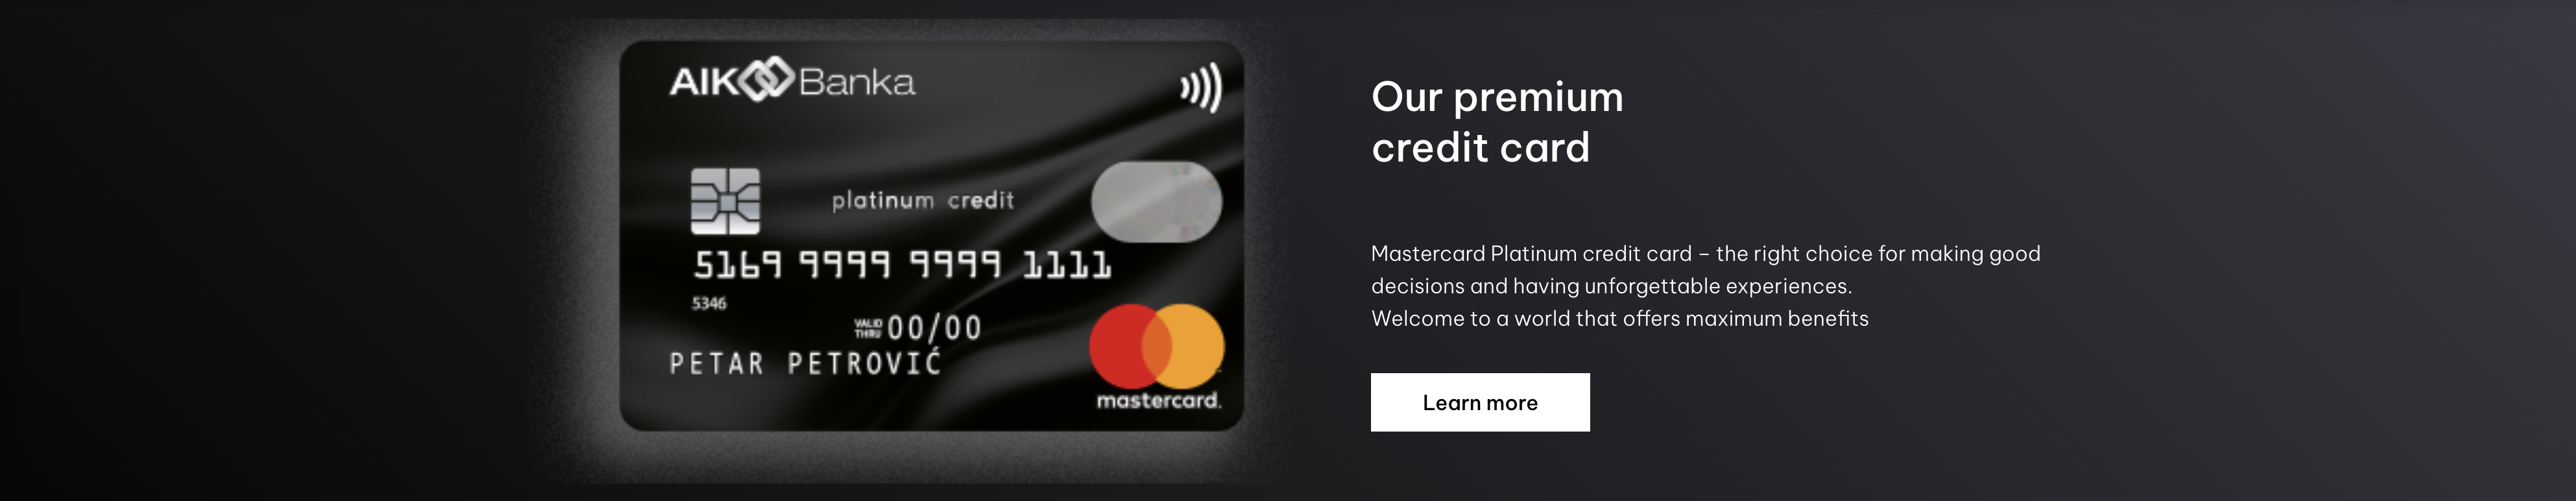 AIK Banka
platinum credit
5169 9999 9999 1111
5346
VALID
THRU 00/00
PETAR PETROVIĆ
mastercard.
Our premium
credit card
Mastercard Platinum credit card – the right choice for making good
decisions and having unforgettable experiences.
Welcome to a world that offers maximum benefits
Learn more